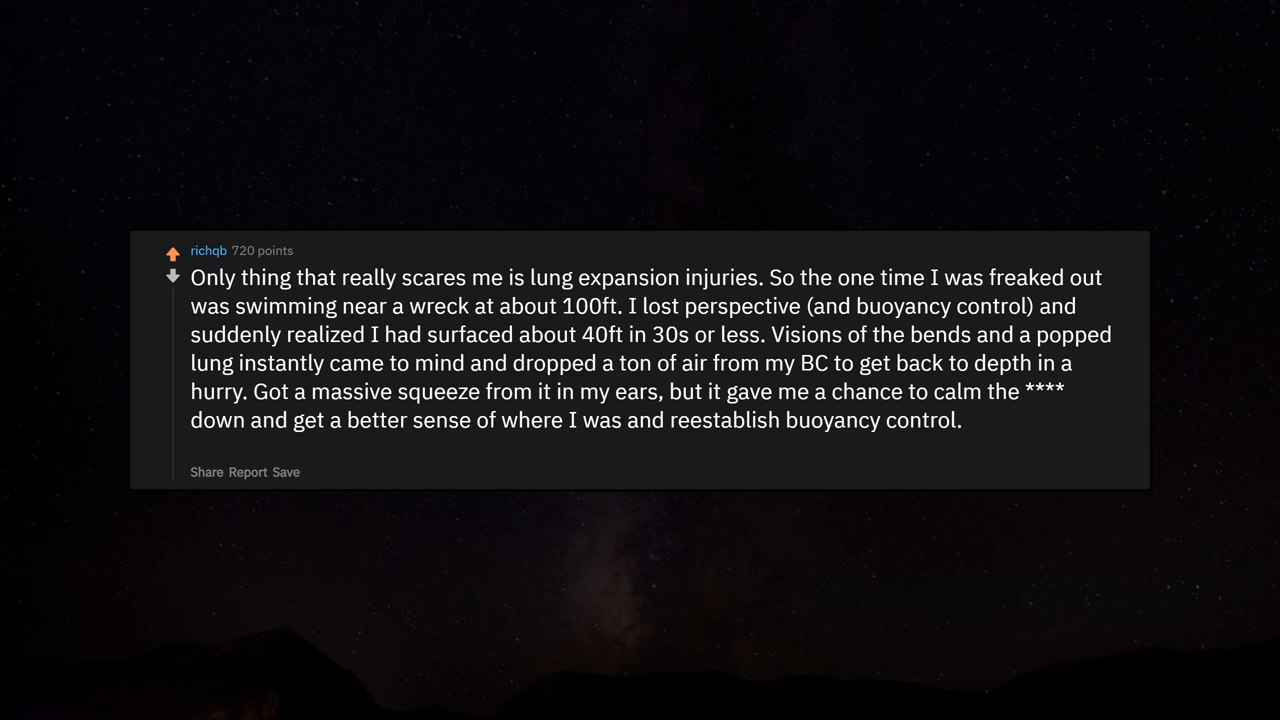 richqb 720 points
Only thing that really scares me is lung expansion injuries. So the one time I was freaked out
was swimming near a wreck at about 100ft. I lost perspective (and buoyancy control) and
suddenly realized I had surfaced about 40ft in 30s or less. Visions of the bends and a popped
lung instantly came to mind and dropped a ton of air from my BC to get back to depth in a
hurry. Got a massive squeeze from it in my ears, but it gave me a chance to calm the ****
down and get a better sense of where I was and reestablish buoyancy control.
Share Report Save